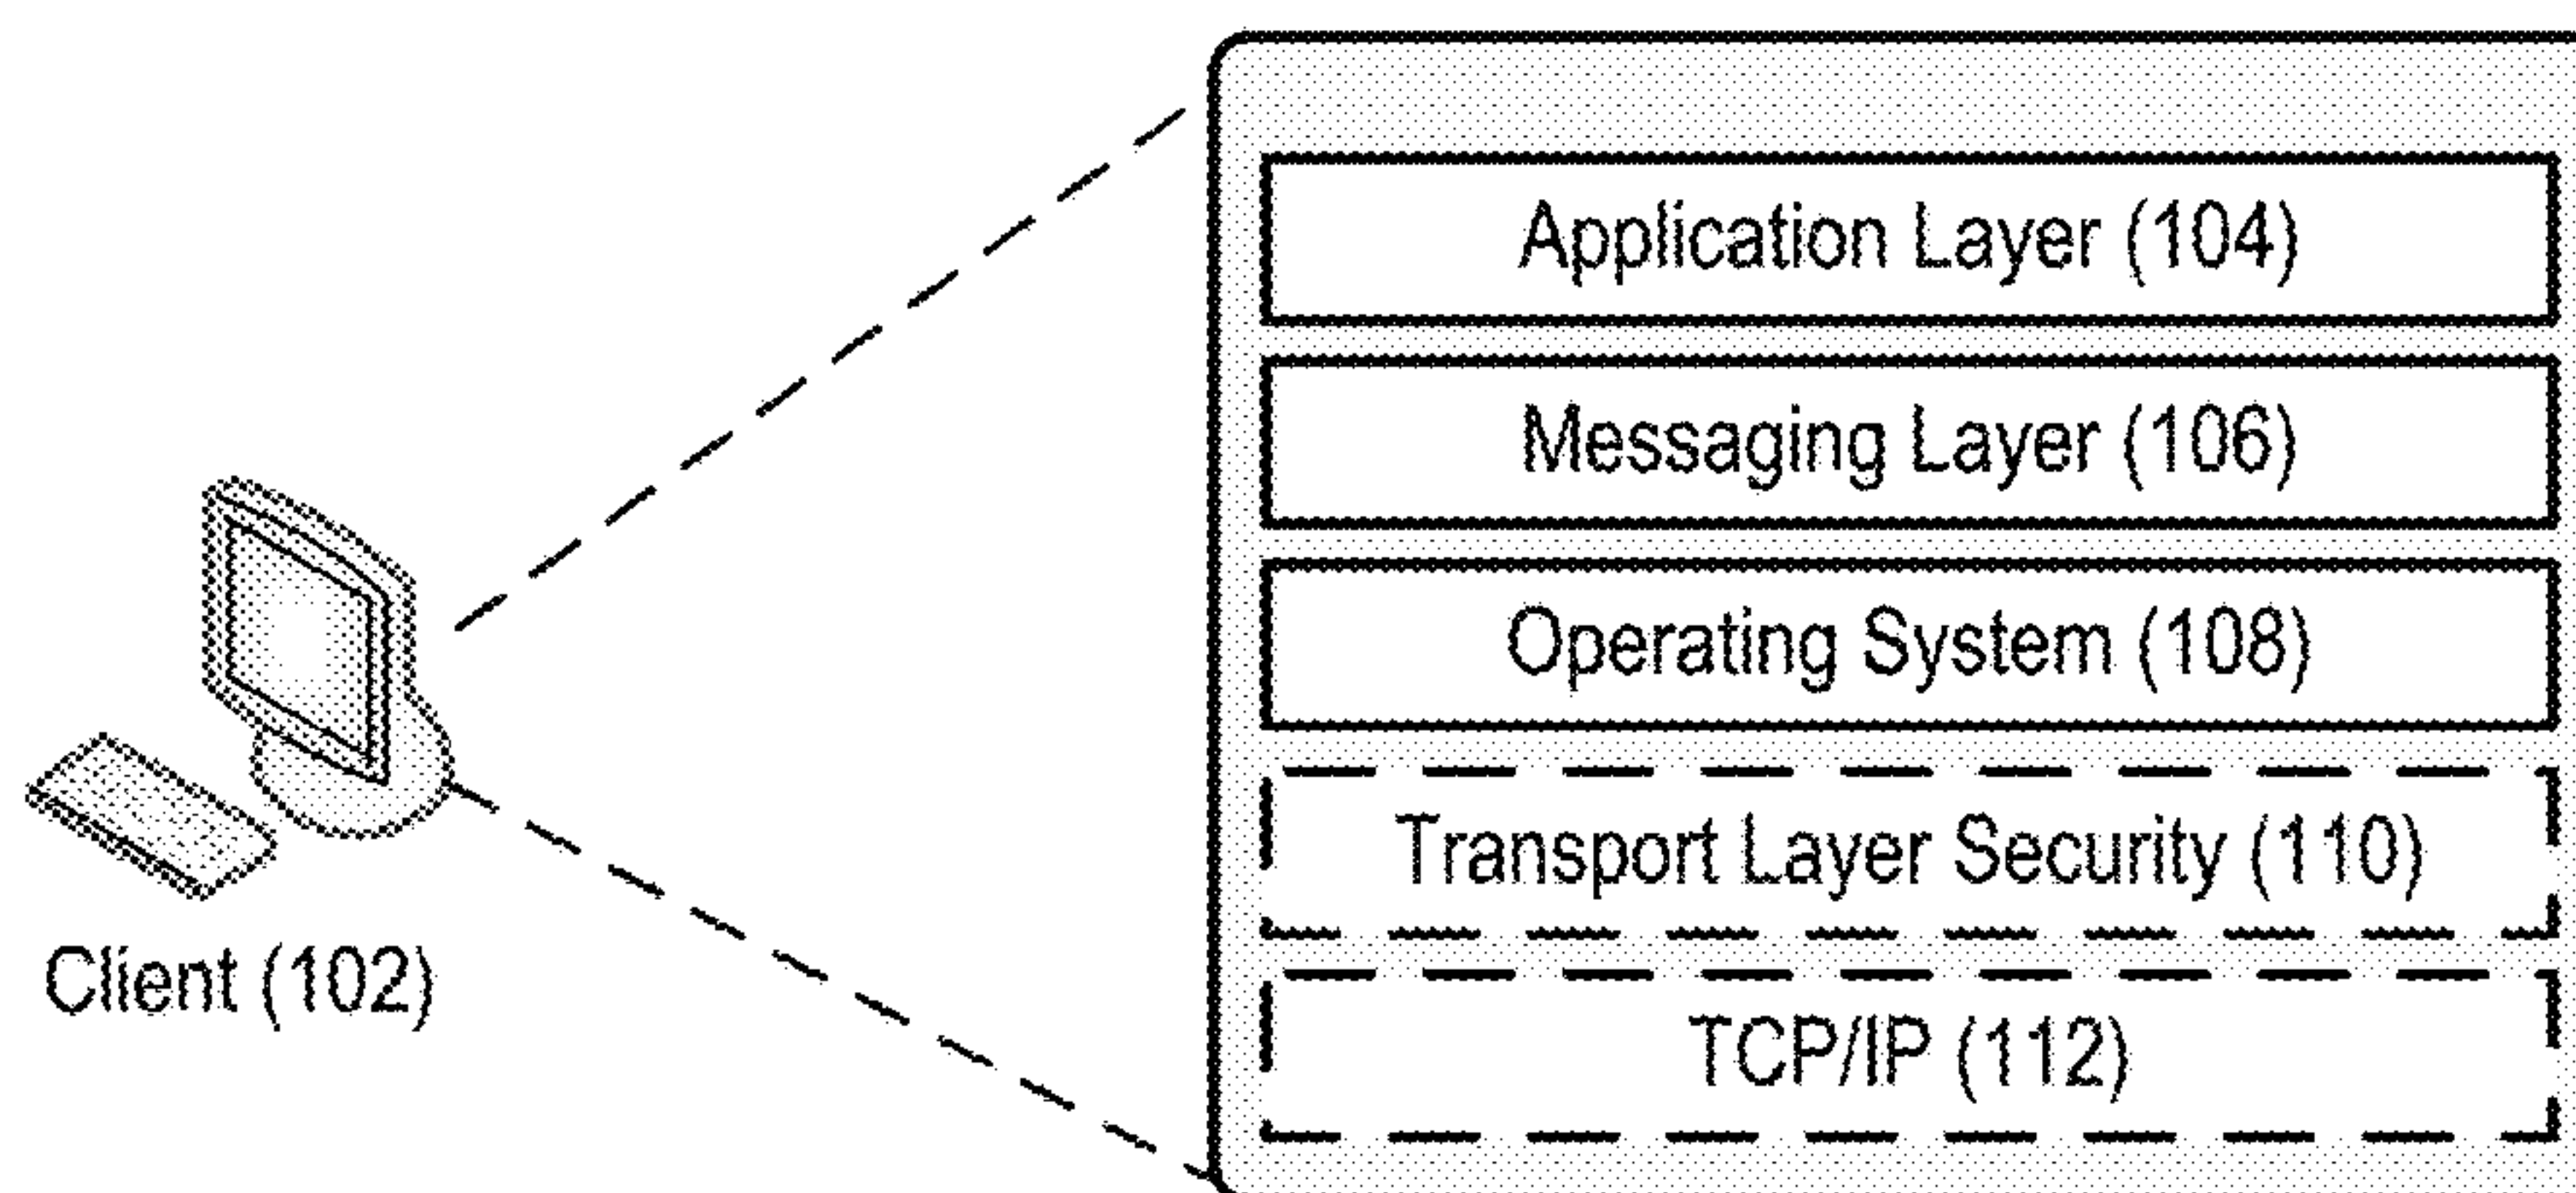 Application Layer (104)
Messaging Layer (106)
Operating System (108)
Transport Layer Security (110)
TCP/IP (112)
Client (102)